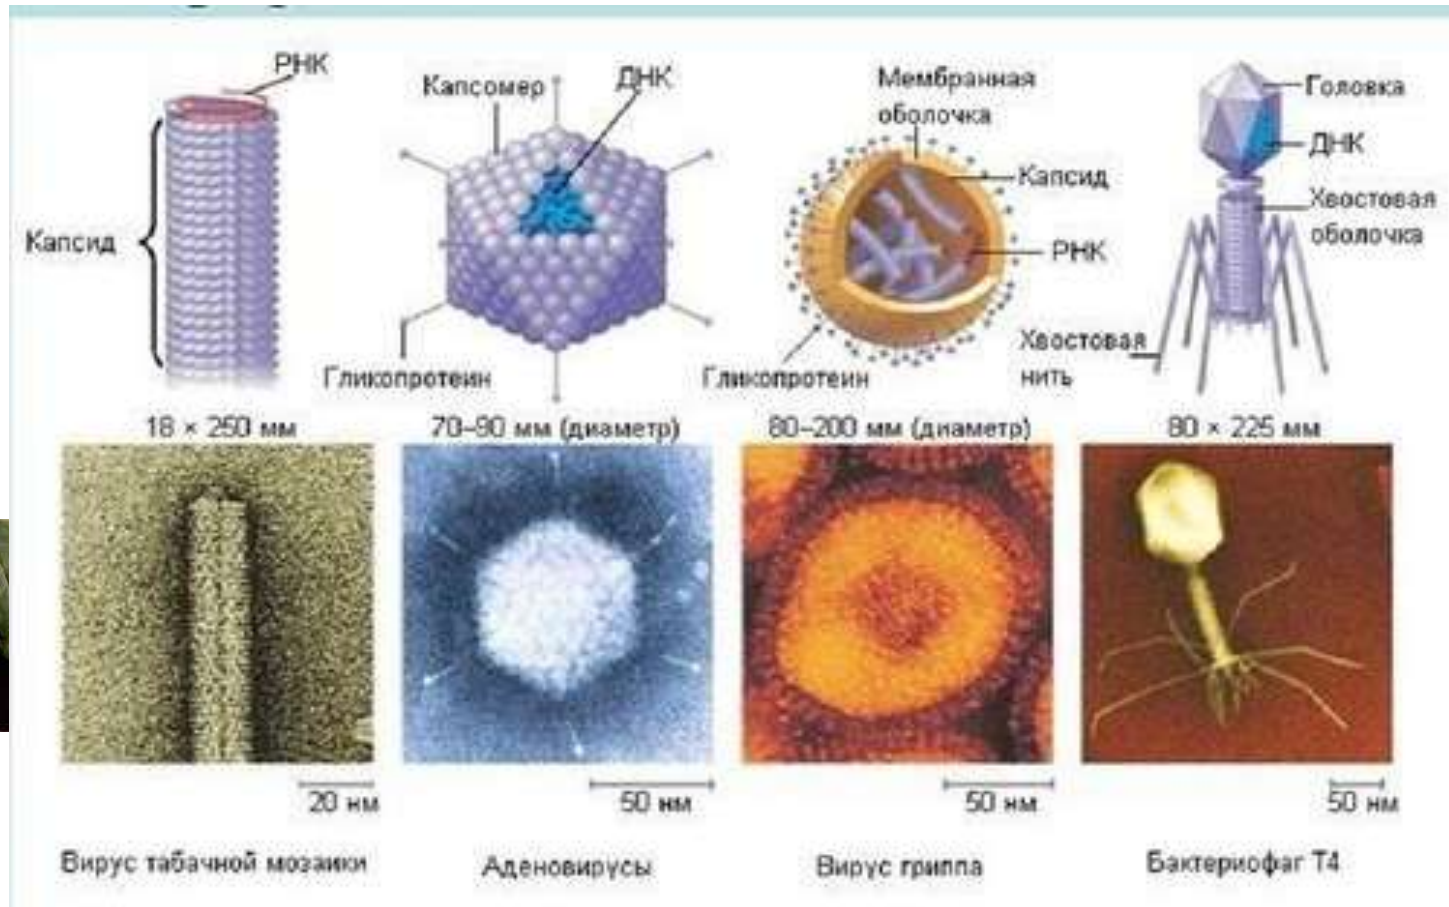 РНК
Капсид
18 × 250 мм
20 нм
Вирус табачной мозаики
Капсомер
ДНК
Гликопротеин
70–90 мм (диаметр)
50 нм
Аденовирусы
Мембранная
оболочка
Капсид
РНК
Гликопротеин
80–200 мм (диаметр)
50 нм
Вирус гриппа
Головка
ДНК
Хвостовая
оболочка
Хвостовая
нить
80 × 225 мм
50 нм
Бактериофаг Т4